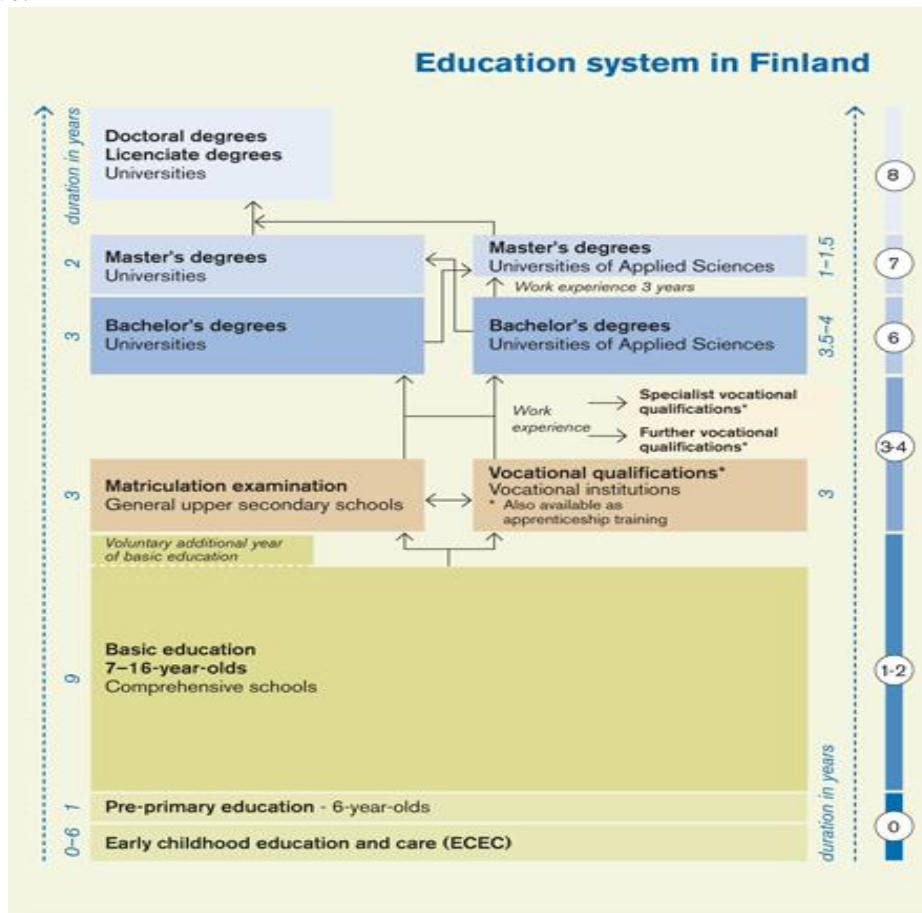 Education system in Finland
duration in years
Doctoral degrees
Licenciate degrees
Universities
8
2
Master's degrees
Universities
Master's degrees
Universities of Applied Sciences
1–1,5
7
Work experience 3 years
3
Bachelor's degrees
Universities
Bachelor's degrees
Universities of Applied Sciences
3.5–4
6
Work
experience
Specialist vocational
qualifications*
Further vocational
qualifications*
3-4
3
Matriculation examination
General upper secondary schools
Vocational qualifications*
Vocational institutions
* Also available as
apprenticeship training
3
Voluntary additional year
of basic education
9
Basic education
7–16-year-olds
Comprehensive schools
1-2
1
Pre-primary education - 6-year-olds
0–6
Early childhood education and care (ECEC)
duration in years
0